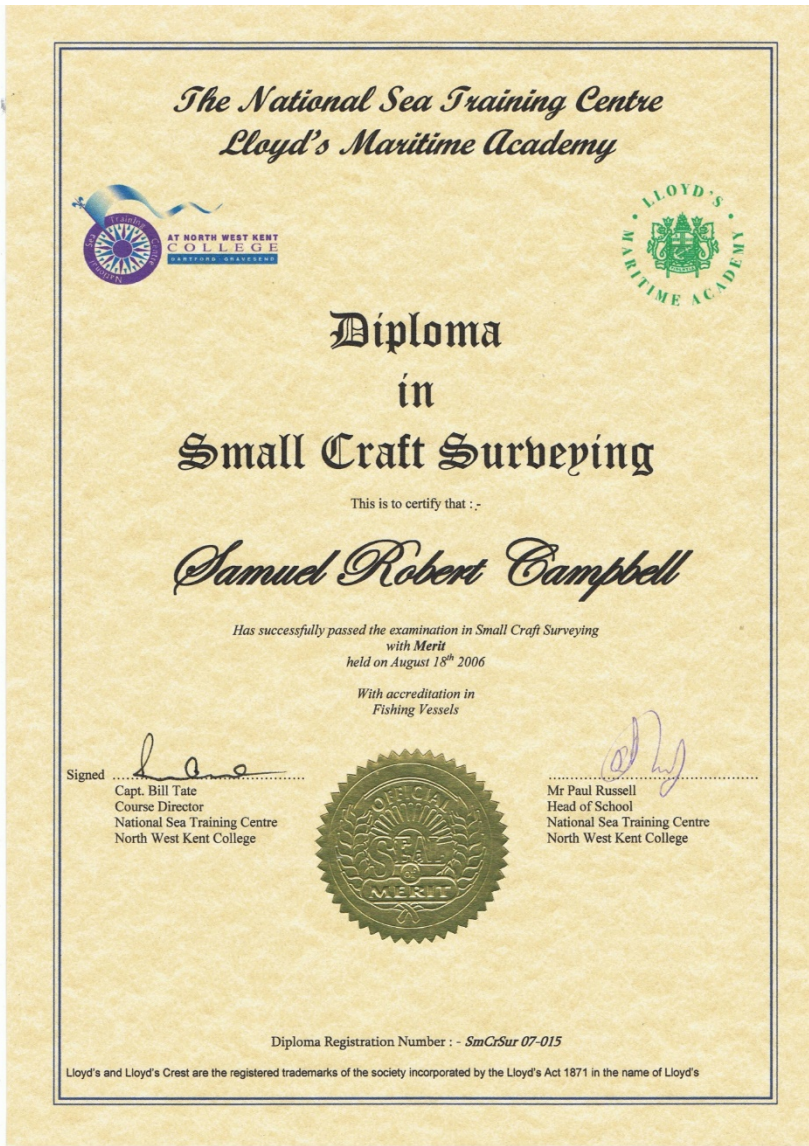 The National Sea Training Centre
Lloyd's Maritime Academy
National Sea Training Centre
AT NORTH WEST KENT
COLLEGE
DARTFORD GRAVESEND
• LLOYD'S •
MARITIME ACADEMY
Diploma
in
Small Craft Surveying
This is to certify that : -
Samuel Robert Campbell
Has successfully passed the examination in Small Craft Surveying
with Merit
held on August 18th 2006
With accreditation in
Fishing Vessels
Signed
Capt. Bill Tate
Course Director
National Sea Training Centre
North West Kent College
Mr Paul Russell
Head of School
National Sea Training Centre
North West Kent College
OFFICIAL
SEAL
OF
MERIT
Diploma Registration Number : - SmCrSur 07-015
Lloyd's and Lloyd's Crest are the registered trademarks of the society incorporated by the Lloyd's Act 1871 in the name of Lloyd's